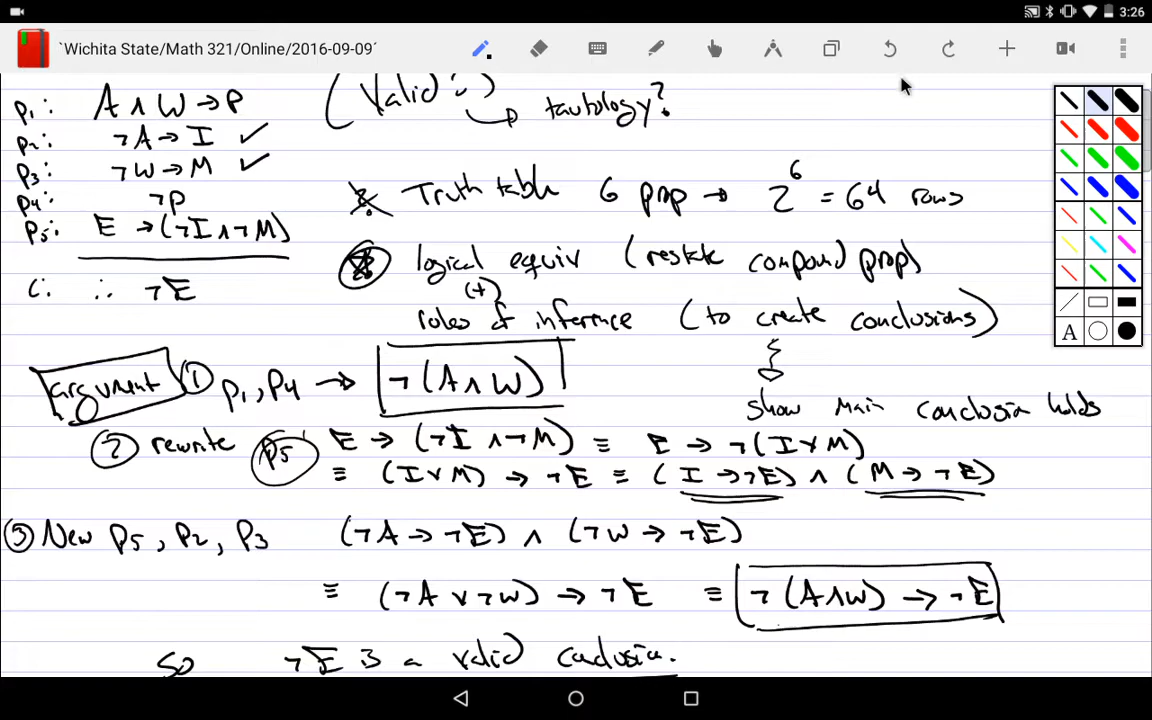 3:26
`Wichita State/Math 321/Online/2016-09-09´
(Valid :) → tautology?
p1: A ∧ W → P
p2: ¬A → I ✓
p3: ¬W → M ✓
p4: ¬p
p5: E → (¬I ∧ ¬M)
C: ∴ ¬E
Truth table 6 prop → 2^6 = 64 rows
logical equiv (restate compound prop)
(+)
rules of inference (to create conclusions)
show main conclusion holds
argument ① p1, p4 → ¬(A∧W)
② rewrite p5 E → (¬I ∧ ¬M) ≡ E → ¬(I ∨ M)
≡ (I ∨ M) → ¬E ≡ (I → ¬E) ∧ (M → ¬E)
③ New p5, p2, p3 (¬A → ¬E) ∧ (¬W → ¬E)
≡ (¬A ∨ ¬W) → ¬E ≡ ¬(A∧W) → ¬E
So ¬E is a valid conclusion.
A